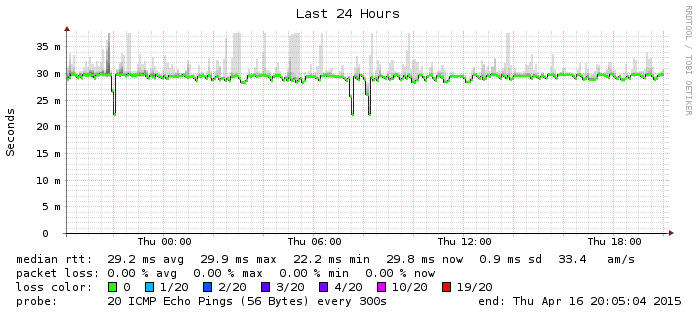 Last 24 Hours
RRDTOOL / TOBI OETIKER
Seconds
35 m
30 m
25 m
20 m
15 m
10 m
5 m
0
Thu 00:00 Thu 06:00 Thu 12:00 Thu 18:00
median rtt: 29.2 ms avg 29.9 ms max 22.2 ms min 29.8 ms now 0.9 ms sd 33.4 am/s
packet loss: 0.00 % avg 0.00 % max 0.00 % min 0.00 % now
loss color: 0 1/20 2/20 3/20 4/20 10/20 19/20
probe: 20 ICMP Echo Pings (56 Bytes) every 300s end: Thu Apr 16 20:05:04 2015